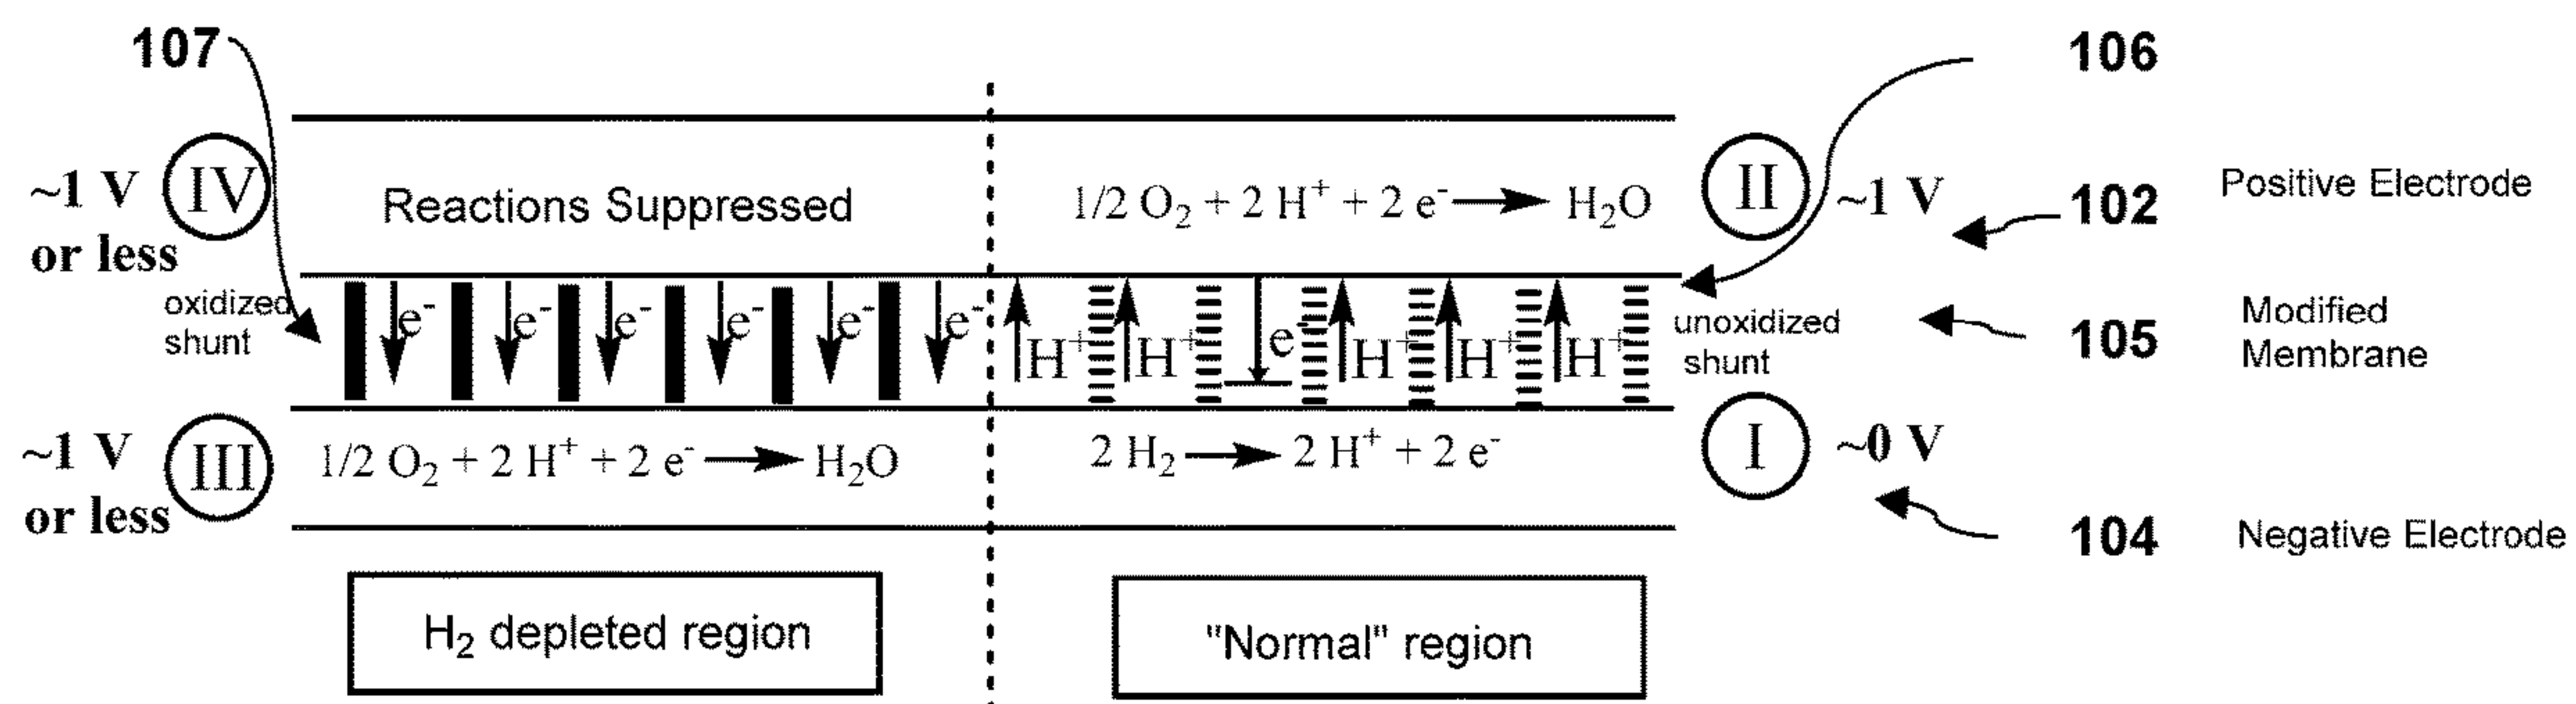 107
106
~1 V
or less
IV
Reactions Suppressed
1/2 O₂ + 2 H⁺ + 2 e⁻ → H₂O
II
~1 V
102
Positive Electrode
oxidized
shunt
e⁻ e⁻ e⁻ e⁻ e⁻ e⁻
H⁺ H⁺ e⁻ H⁺ H⁺ H⁺
unoxidized
shunt
105
Modified
Membrane
~1 V
or less
III
1/2 O₂ + 2 H⁺ + 2 e⁻ → H₂O
2 H₂ → 2 H⁺ + 2 e⁻
I
~0 V
104
Negative Electrode
H₂ depleted region
"Normal" region